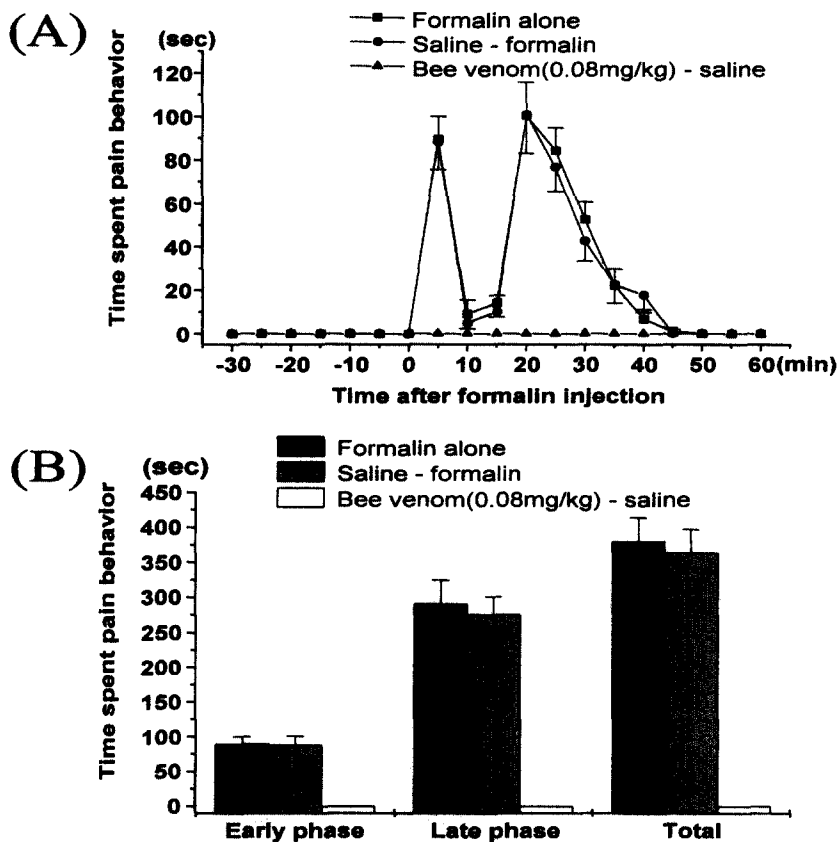 (A)
(sec)
Formalin alone
Saline - formalin
Bee venom(0.08mg/kg) - saline
Time spent pain behavior
120
100
80
60
40
20
0
-30 -20 -10 0 10 20 30 40 50 60(min)
Time after formalin injection
(B)
(sec)
Formalin alone
Saline - formalin
Bee venom(0.08mg/kg) - saline
Time spent pain behavior
450
400
350
300
250
200
150
100
50
0
Early phase Late phase Total